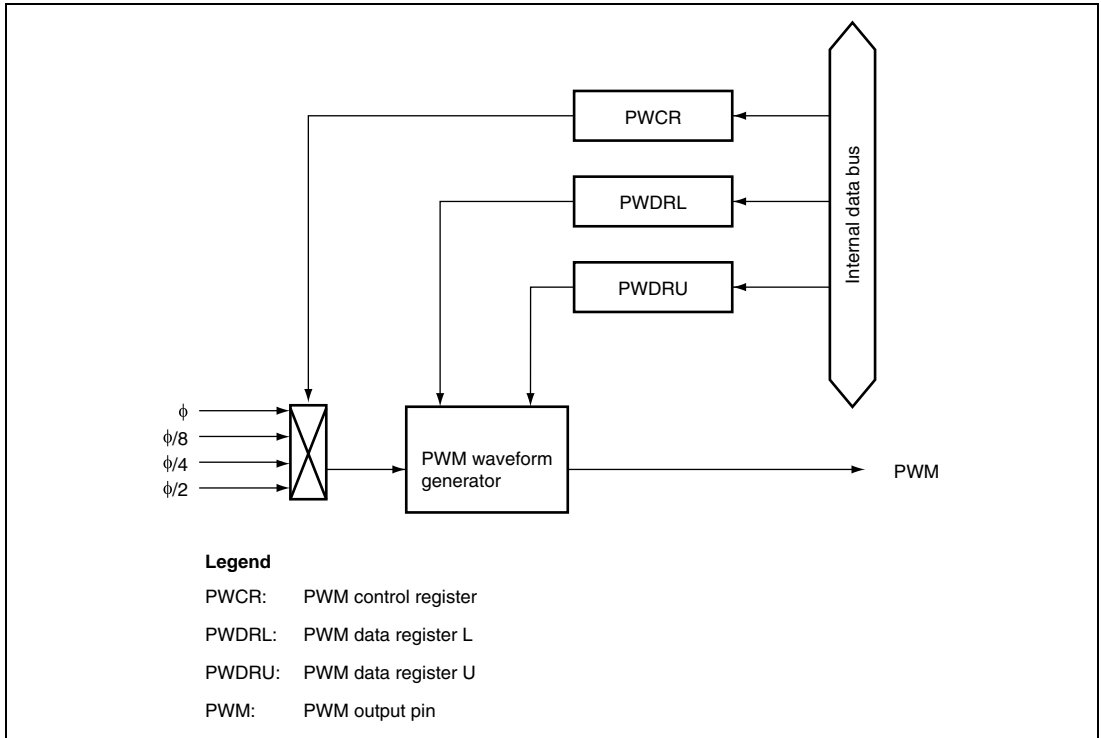 PWCR
PWDRL
PWDRU
Internal data bus
ϕ
ϕ/8
ϕ/4
ϕ/2
PWM waveform
generator
PWM
Legend
PWCR: PWM control register
PWDRL: PWM data register L
PWDRU: PWM data register U
PWM: PWM output pin